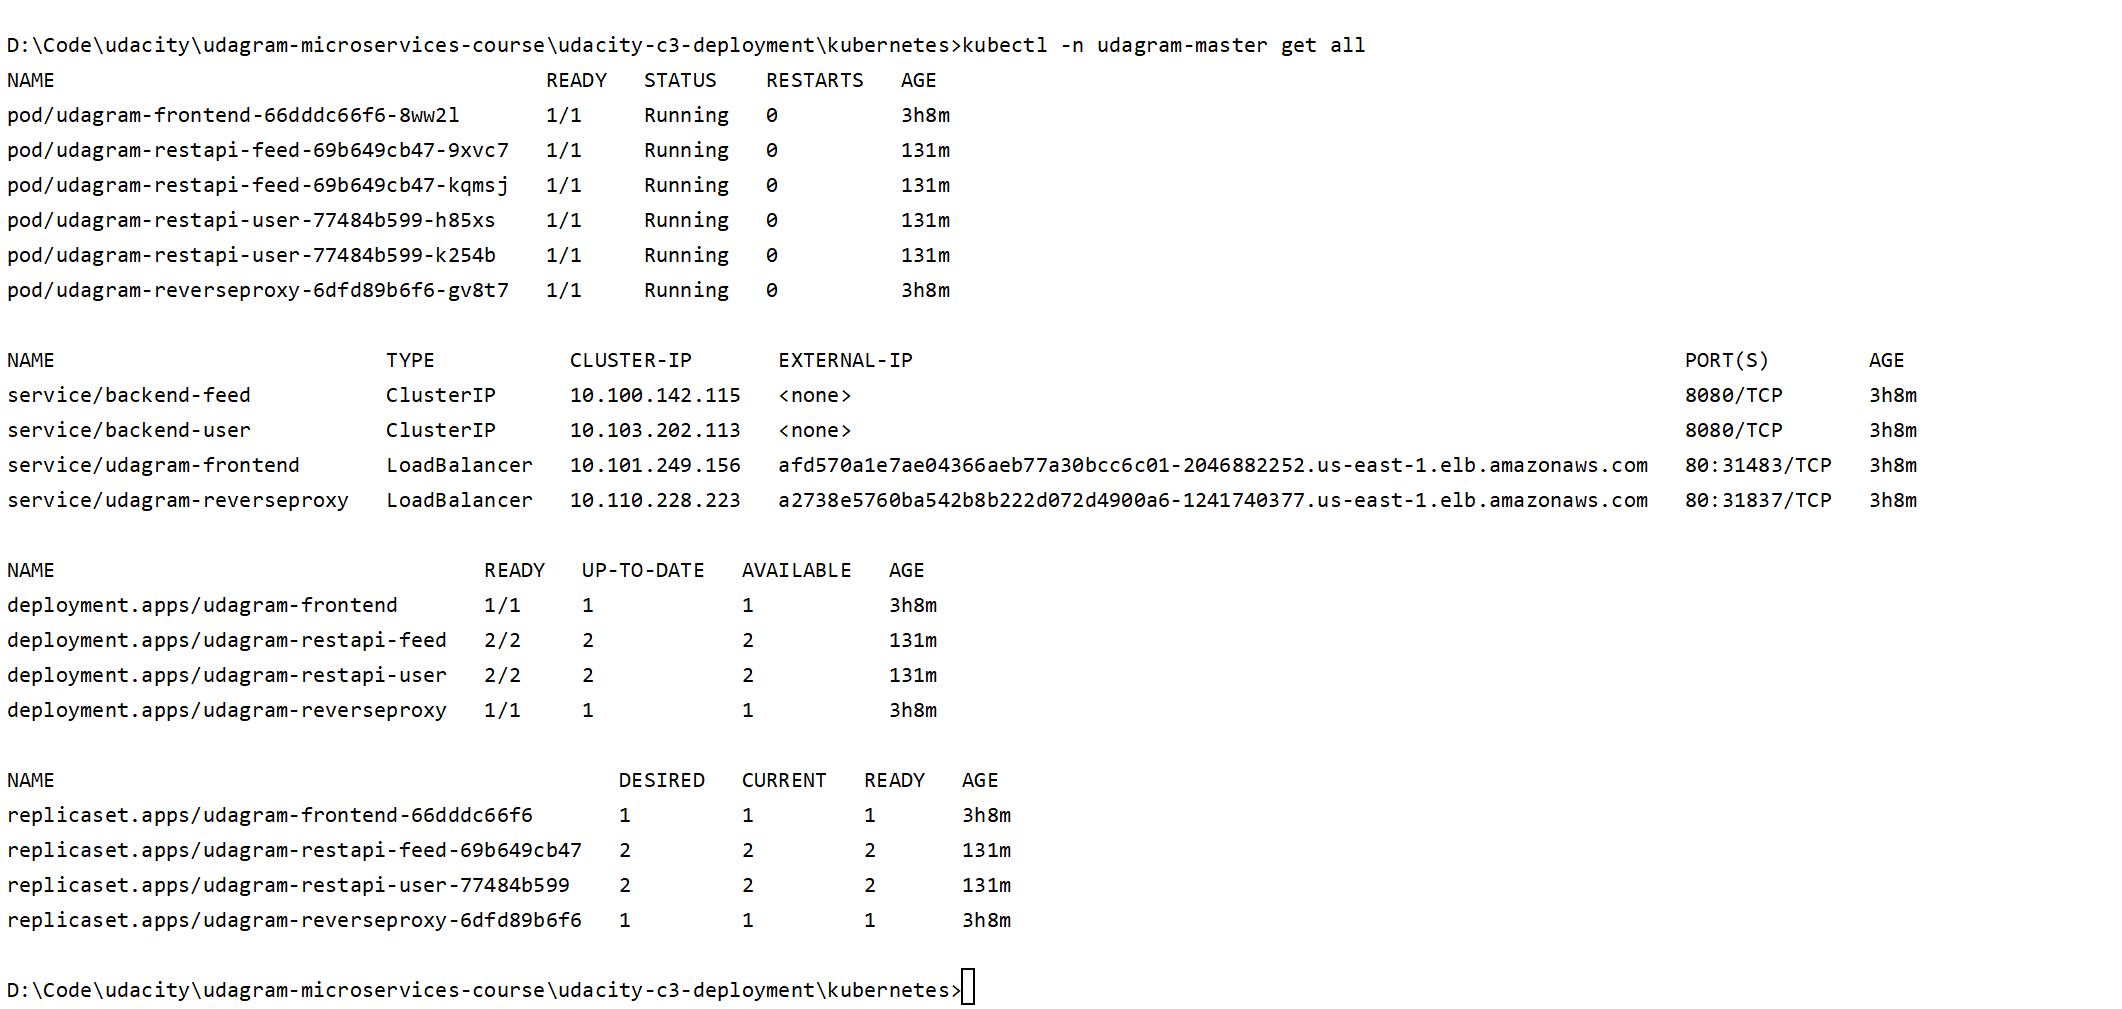 D:\Code\udacity\udagram-microservices-course\udacity-c3-deployment\kubernetes>kubectl -n udagram-master get all
NAME                                        READY   STATUS    RESTARTS   AGE
pod/udagram-frontend-66dddc66f6-8ww2l       1/1     Running   0          3h8m
pod/udagram-restapi-feed-69b649cb47-9xvc7   1/1     Running   0          131m
pod/udagram-restapi-feed-69b649cb47-kqmsj   1/1     Running   0          131m
pod/udagram-restapi-user-77484b599-h85xs    1/1     Running   0          131m
pod/udagram-restapi-user-77484b599-k254b    1/1     Running   0          131m
pod/udagram-reverseproxy-6dfd89b6f6-gv8t7   1/1     Running   0          3h8m
NAME                           TYPE           CLUSTER-IP       EXTERNAL-IP                                                               PORT(S)        AGE
service/backend-feed           ClusterIP      10.100.142.115   <none>                                                                    8080/TCP       3h8m
service/backend-user           ClusterIP      10.103.202.113   <none>                                                                    8080/TCP       3h8m
service/udagram-frontend       LoadBalancer   10.101.249.156   afd570a1e7ae04366aeb77a30bcc6c01-2046882252.us-east-1.elb.amazonaws.com   80:31483/TCP   3h8m
service/udagram-reverseproxy   LoadBalancer   10.110.228.223   a2738e5760ba542b8b222d072d4900a6-1241740377.us-east-1.elb.amazonaws.com   80:31837/TCP   3h8m
NAME                                   READY   UP-TO-DATE   AVAILABLE   AGE
deployment.apps/udagram-frontend       1/1     1            1           3h8m
deployment.apps/udagram-restapi-feed   2/2     2            2           131m
deployment.apps/udagram-restapi-user   2/2     2            2           131m
deployment.apps/udagram-reverseproxy   1/1     1            1           3h8m
NAME                                              DESIRED   CURRENT   READY   AGE
replicaset.apps/udagram-frontend-66dddc66f6       1         1         1       3h8m
replicaset.apps/udagram-restapi-feed-69b649cb47   2         2         2       131m
replicaset.apps/udagram-restapi-user-77484b599    2         2         2       131m
replicaset.apps/udagram-reverseproxy-6dfd89b6f6   1         1         1       3h8m
D:\Code\udacity\udagram-microservices-course\udacity-c3-deployment\kubernetes>